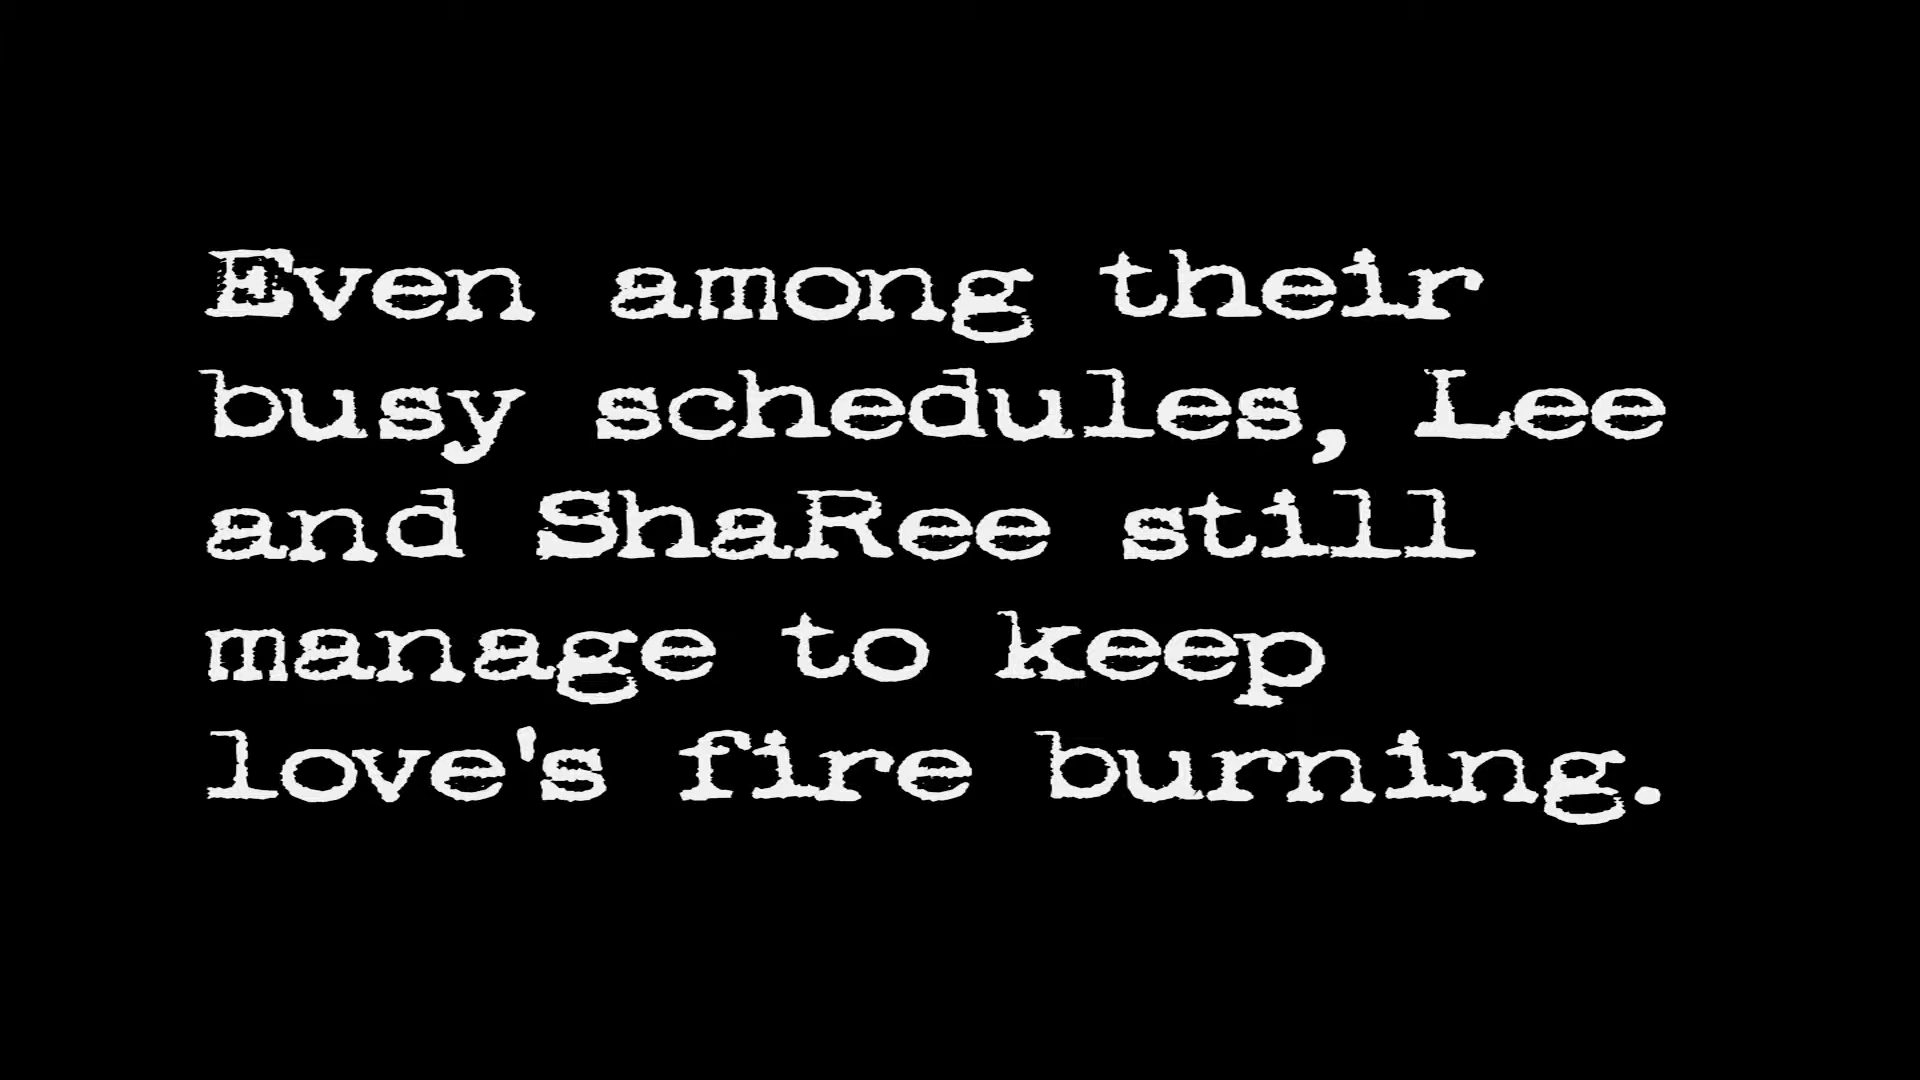 Even among their
busy schedules, Lee
and ShaRee still
manage to keep
love's fire burning.